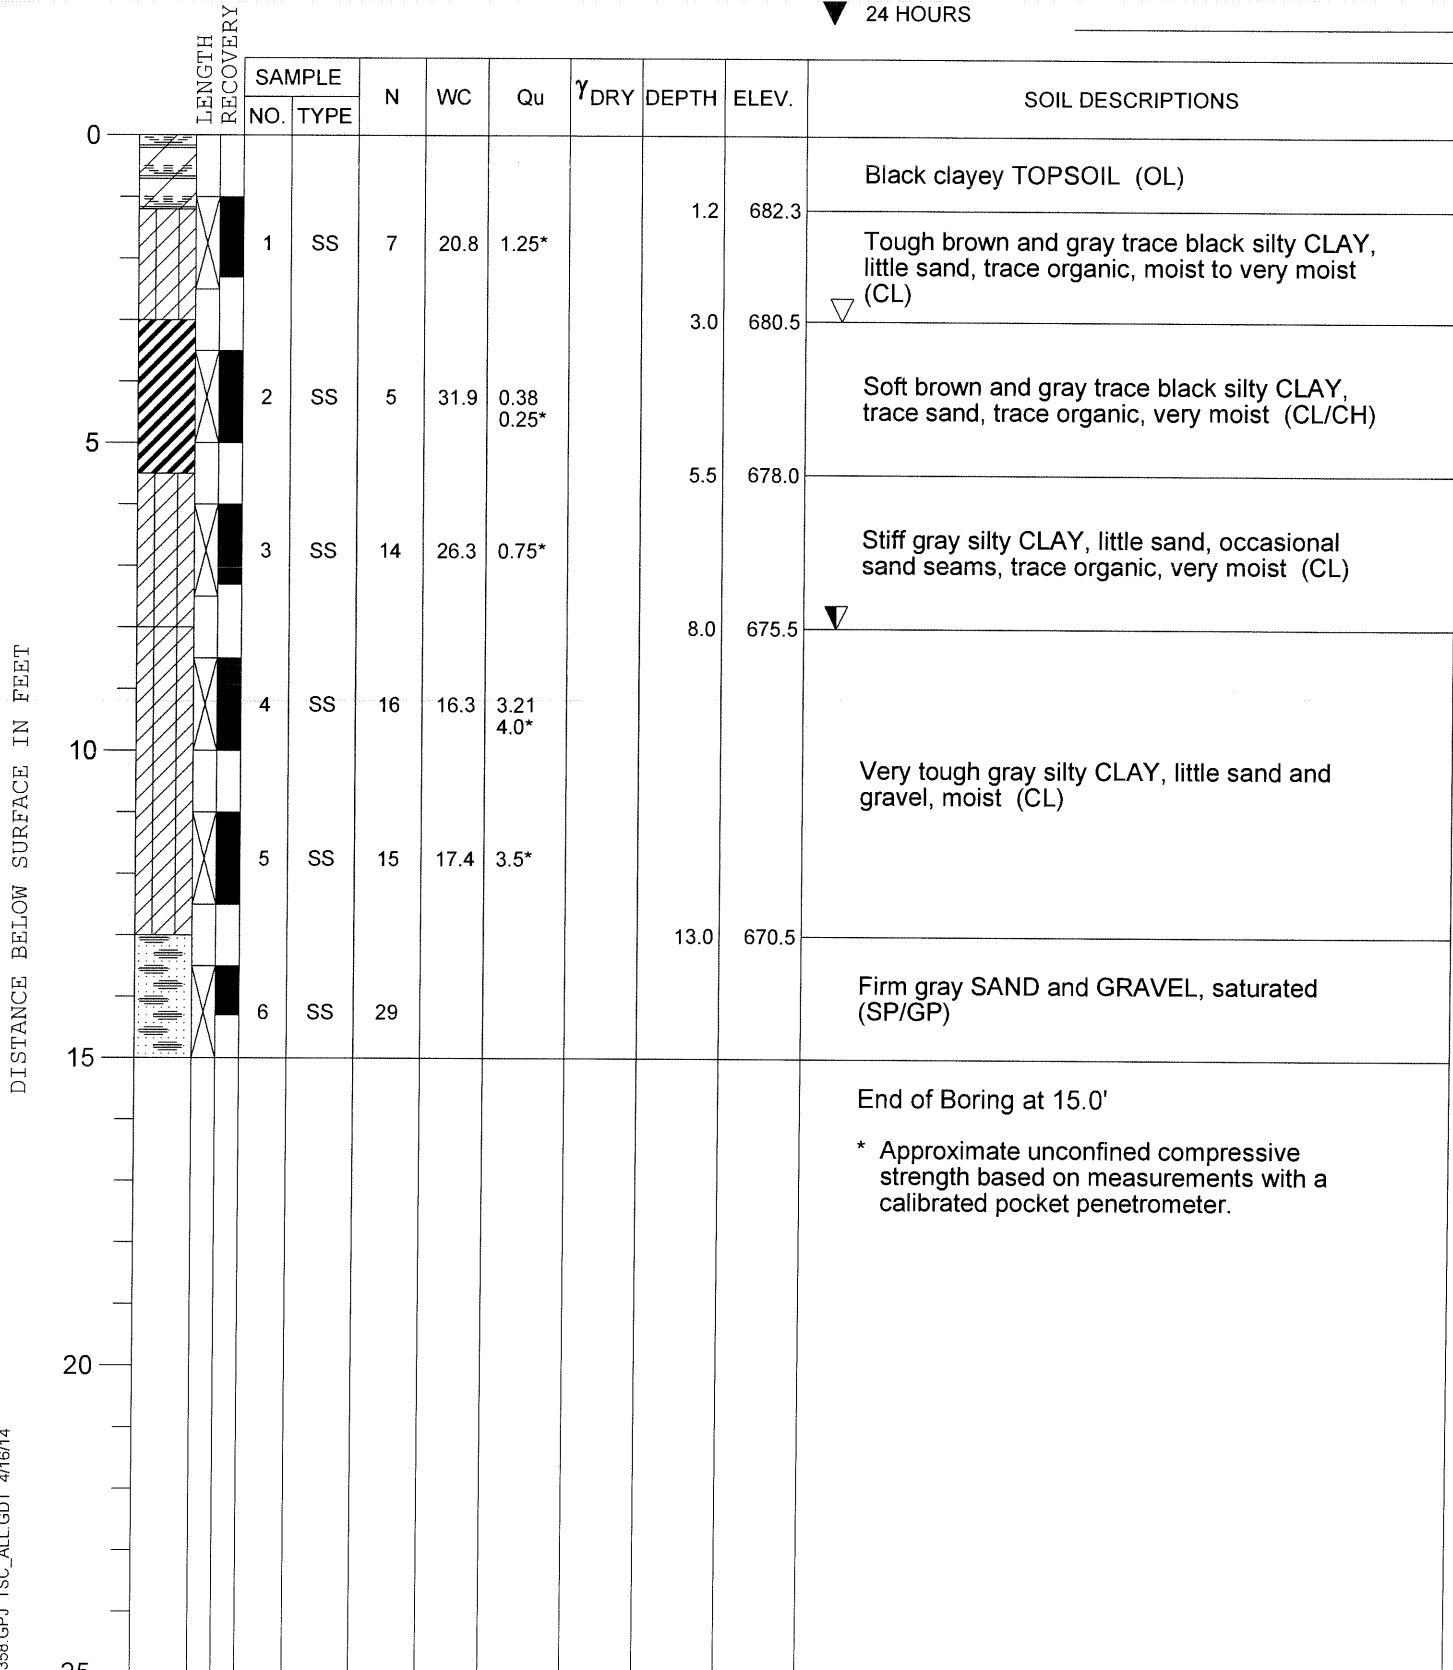 24 HOURS
LENGTH
RECOVERY
SAMPLE
NO. TYPE N WC Qu γDRY DEPTH ELEV. SOIL DESCRIPTIONS
0
Black clayey TOPSOIL (OL)
1.2 682.3
1 SS 7 20.8 1.25*
Tough brown and gray trace black silty CLAY,
little sand, trace organic, moist to very moist
(CL)
3.0 680.5
2 SS 5 31.9 0.38
0.25*
Soft brown and gray trace black silty CLAY,
trace sand, trace organic, very moist (CL/CH)
5
5.5 678.0
3 SS 14 26.3 0.75*
Stiff gray silty CLAY, little sand, occasional
sand seams, trace organic, very moist (CL)
8.0 675.5
4 SS 16 16.3 3.21
4.0*
10
Very tough gray silty CLAY, little sand and
gravel, moist (CL)
5 SS 15 17.4 3.5*
13.0 670.5
6 SS 29
Firm gray SAND and GRAVEL, saturated
(SP/GP)
15
End of Boring at 15.0'
* Approximate unconfined compressive
strength based on measurements with a
calibrated pocket penetrometer.
20
DISTANCE BELOW SURFACE IN FEET
358.GPJ TSC_ALL.GDT 4/16/14